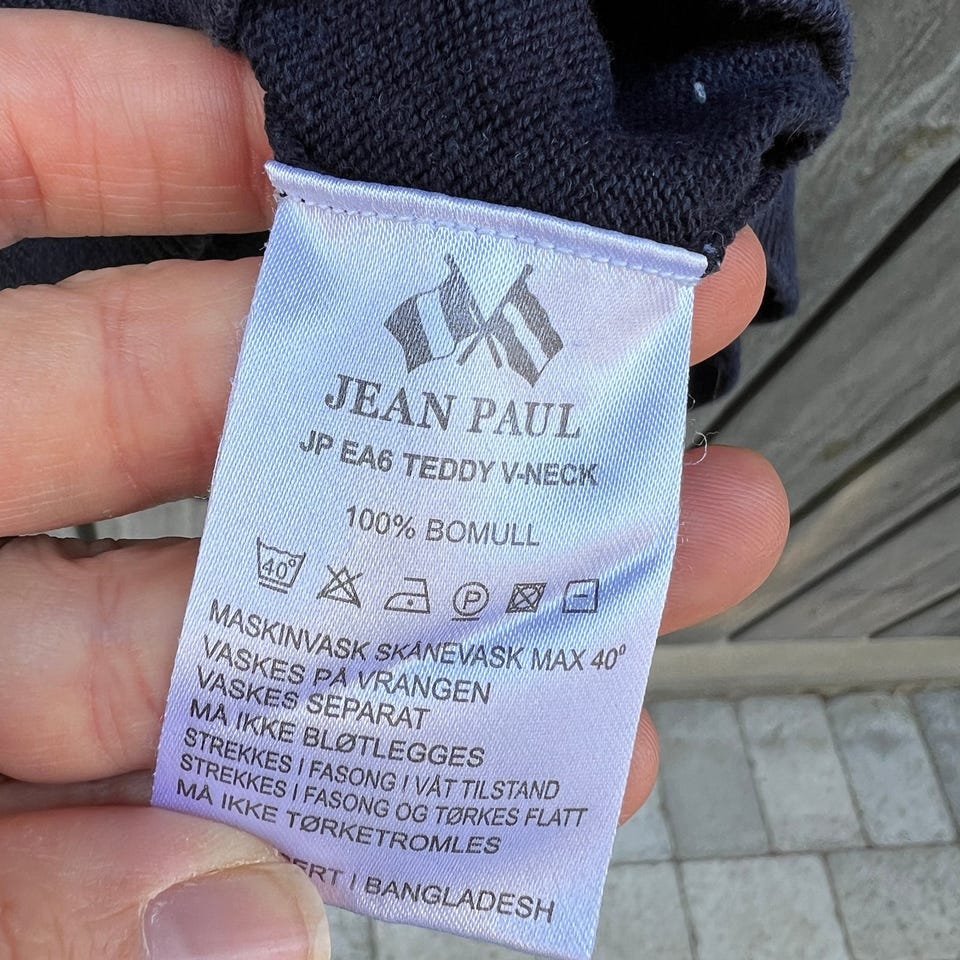 JEAN PAUL
JP EA6 TEDDY V-NECK
100% BOMULL
40°
P
MASKINVASK SKÅNEVASK MAX 40°
VASKES PÅ VRANGEN
VASKES SEPARAT
MÅ IKKE BLØTLEGGES
STREKKES I FASONG I VÅT TILSTAND
STREKKES I FASONG OG TØRKES FLATT
MÅ IKKE TØRKETROMLES
I BANGLADESH